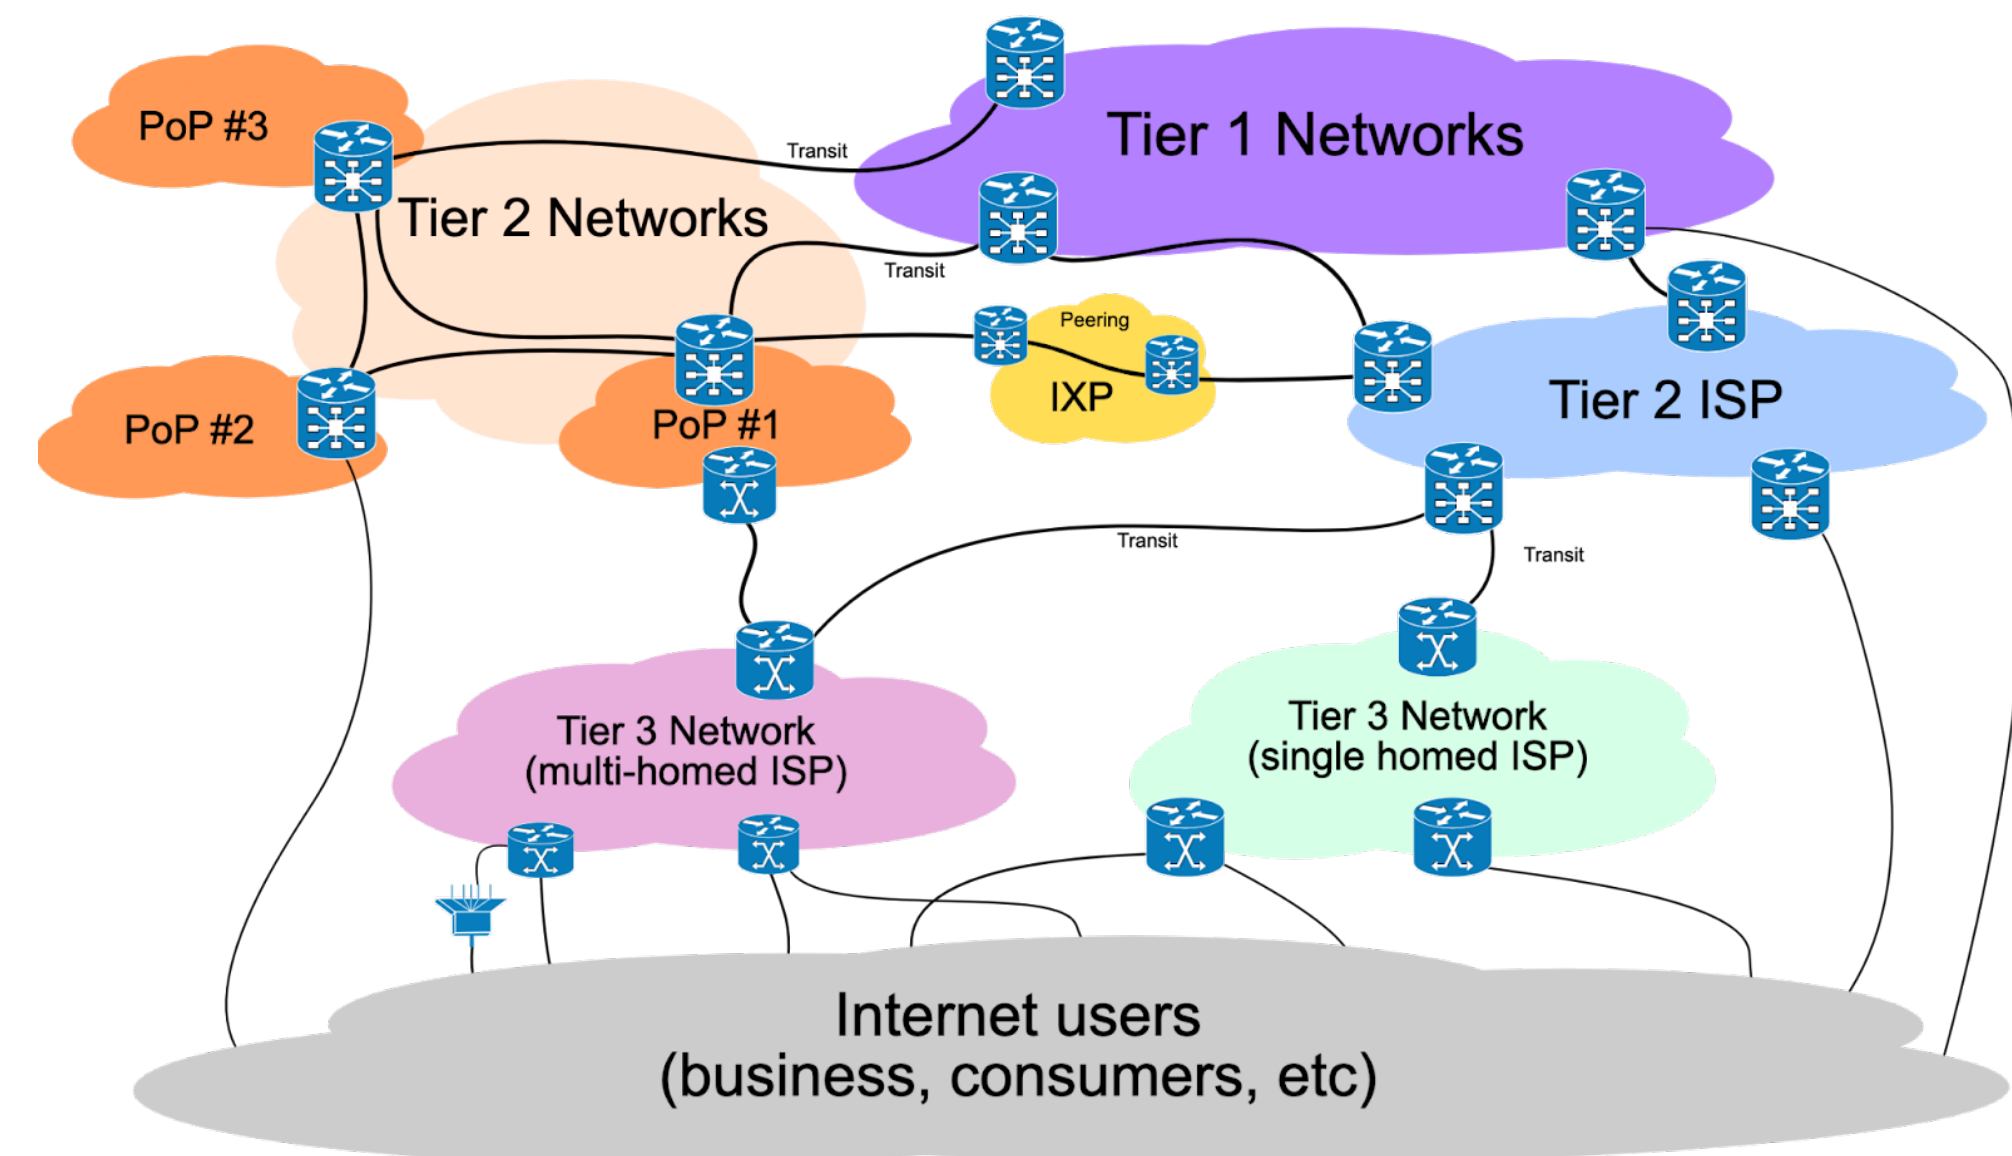 PoP #3
Tier 1 Networks
Transit
Tier 2 Networks
Transit
Peering
IXP
Tier 2 ISP
PoP #2
PoP #1
Transit
Transit
Tier 3 Network
(multi-homed ISP)
Tier 3 Network
(single homed ISP)
Internet users
(business, consumers, etc)